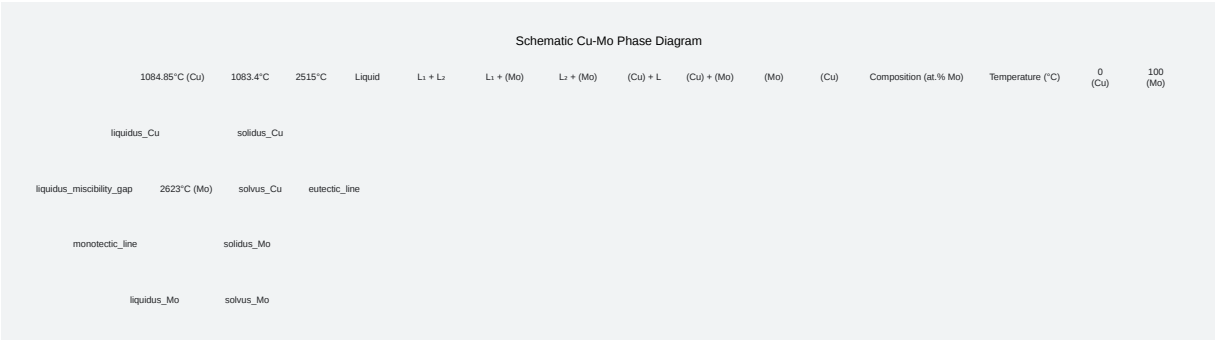 Schematic Cu-Mo Phase Diagram
1084.85°C (Cu) 1083.4°C 2515°C Liquid L₁ + L₂ L₁ + (Mo) L₂ + (Mo) (Cu) + L (Cu) + (Mo) (Mo) (Cu) Composition (at.% Mo) Temperature (°C) 0 100
(Cu) (Mo)
liquidus_Cu solidus_Cu
liquidus_miscibility_gap 2623°C (Mo) solvus_Cu eutectic_line
monotectic_line solidus_Mo
liquidus_Mo solvus_Mo